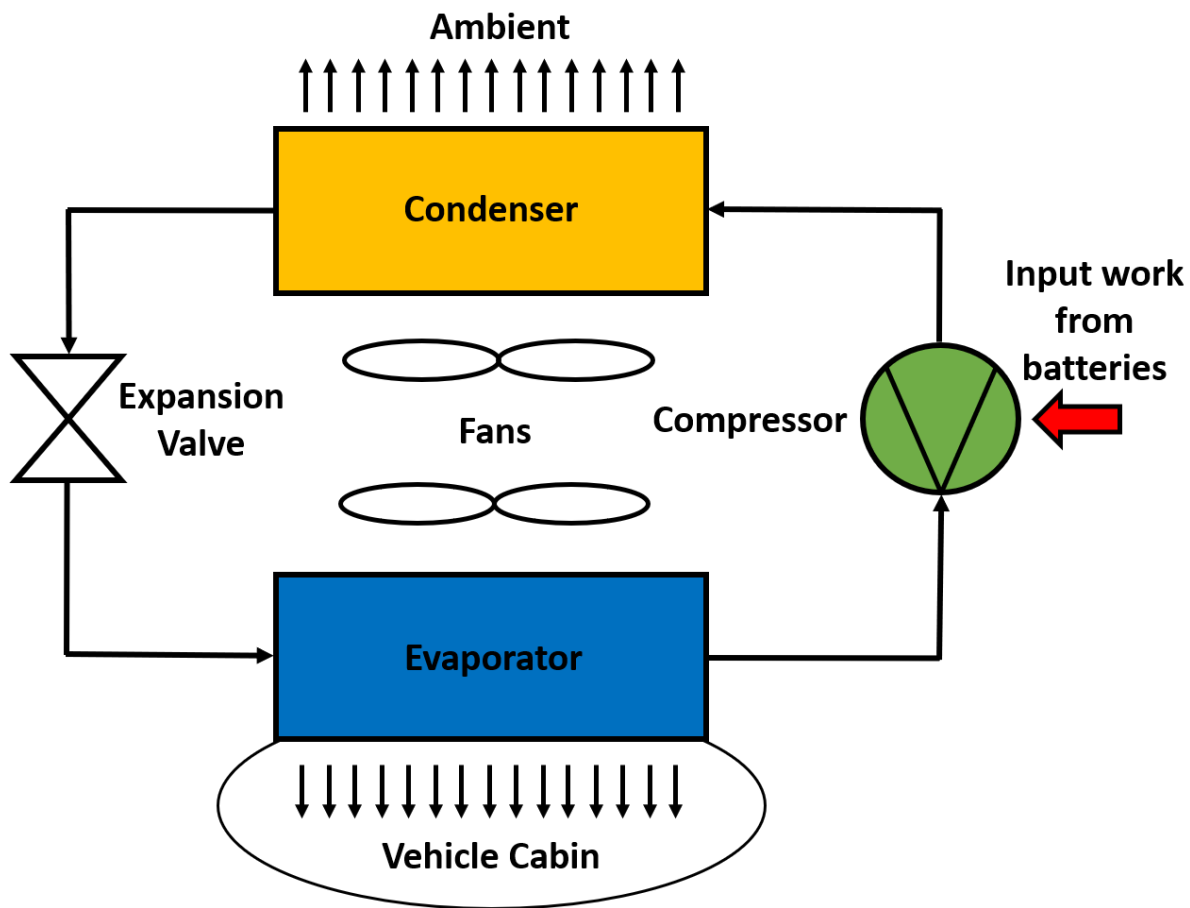 Ambient
Condenser
Input work
from
batteries
Expansion
Valve
Fans
Compressor
Evaporator
Vehicle Cabin